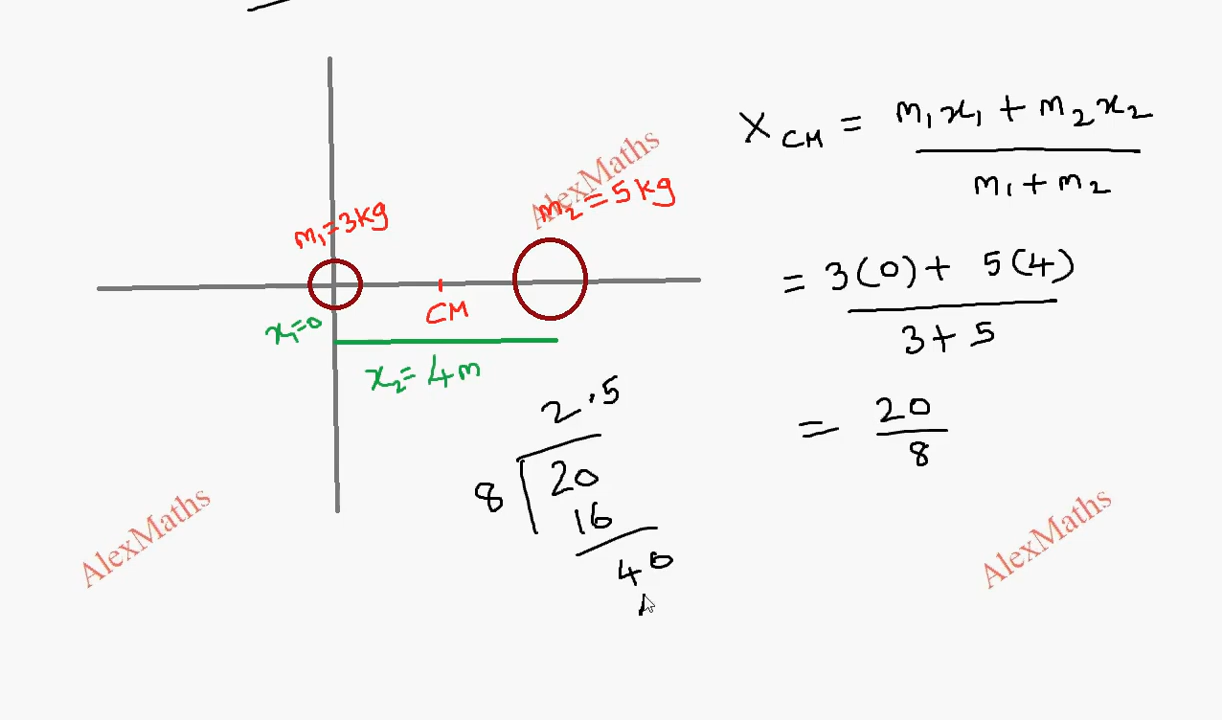 AlexMaths
m₁=3kg
m₂=5kg
CM
x₁=0
x₂=4m
X CM = m₁x₁ + m₂x₂
m₁+m₂
= 3(0)+ 5(4)
3+5
= 20
8
2.5
8 20
16
40
AlexMaths
AlexMaths